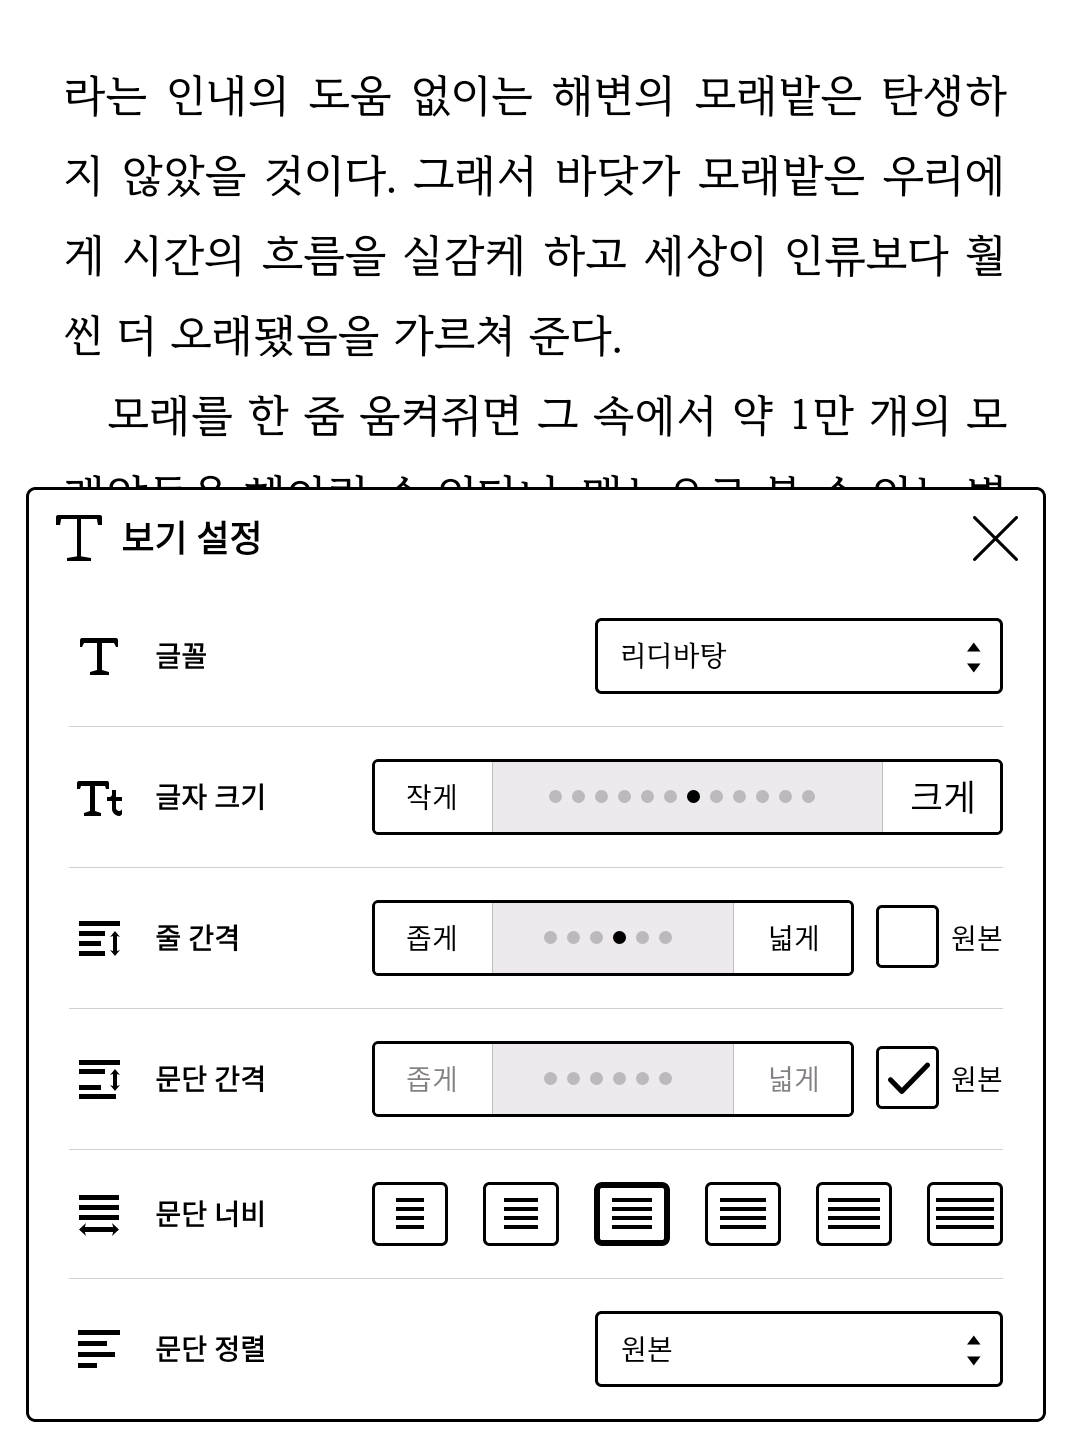 라는 인내의 도움 없이는 해변의 모래밭은 탄생하
지 않았을 것이다. 그래서 바닷가 모래밭은 우리에
게 시간의 흐름을 실감케 하고 세상이 인류보다 훨
씬 더 오래됐음을 가르쳐 준다.
모래를 한 줌 움켜쥐면 그 속에서 약 1만 개의 모
보기 설정
글꼴 리디바탕
글자 크기 작게 크게
줄 간격 좁게 넓게 원본
문단 간격 좁게 넓게 원본
문단 너비
문단 정렬 원본